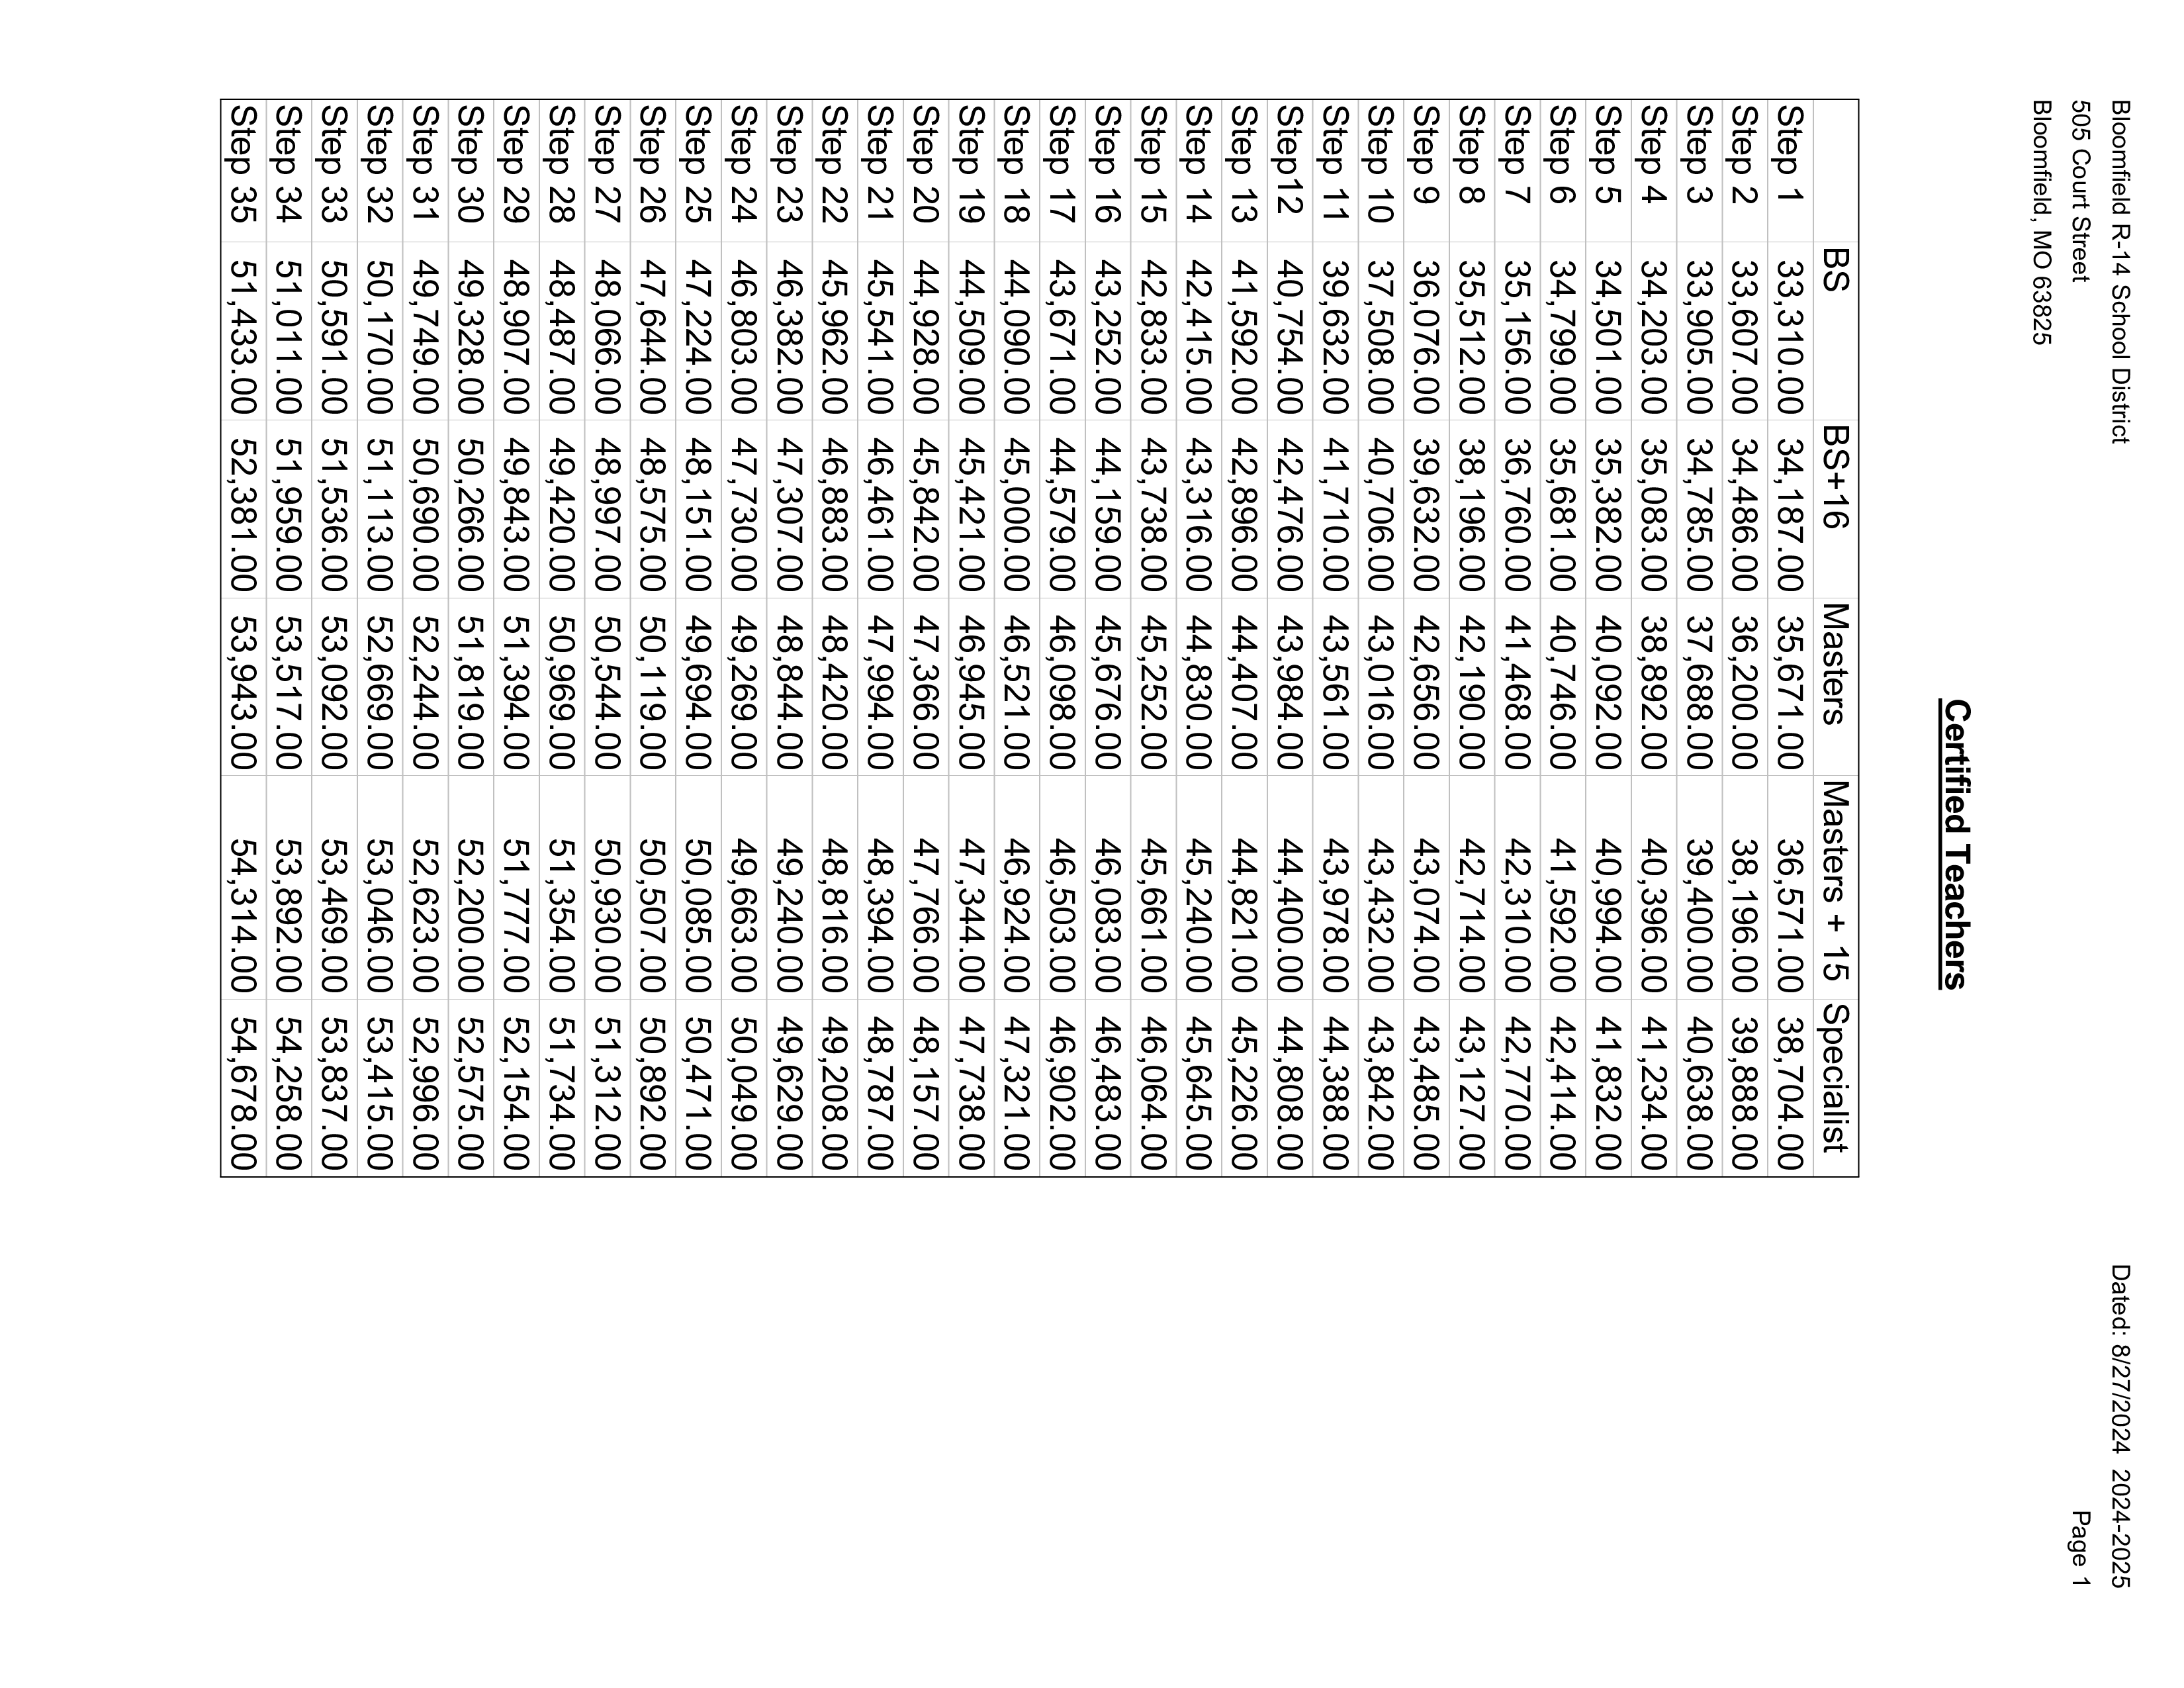 Bloomfield R-14 School District Dated: 8/27/2024 2024-2025
505 Court Street Page 1
Bloomfield, MO 63825
Certified Teachers
BS BS+16 Masters Masters + 15 Specialist
Step 1 33,310.00 34,187.00 35,671.00 36,571.00 38,704.00
Step 2 33,607.00 34,486.00 36,200.00 38,196.00 39,888.00
Step 3 33,905.00 34,785.00 37,688.00 39,400.00 40,638.00
Step 4 34,203.00 35,083.00 38,892.00 40,396.00 41,234.00
Step 5 34,501.00 35,382.00 40,092.00 40,994.00 41,832.00
Step 6 34,799.00 35,681.00 40,746.00 41,592.00 42,414.00
Step 7 35,156.00 36,760.00 41,468.00 42,310.00 42,770.00
Step 8 35,512.00 38,196.00 42,190.00 42,714.00 43,127.00
Step 9 36,076.00 39,632.00 42,656.00 43,074.00 43,485.00
Step 10 37,508.00 40,706.00 43,016.00 43,432.00 43,842.00
Step 11 39,632.00 41,710.00 43,561.00 43,978.00 44,388.00
Step12 40,754.00 42,476.00 43,984.00 44,400.00 44,808.00
Step 13 41,592.00 42,896.00 44,407.00 44,821.00 45,226.00
Step 14 42,415.00 43,316.00 44,830.00 45,240.00 45,645.00
Step 15 42,833.00 43,738.00 45,252.00 45,661.00 46,064.00
Step 16 43,252.00 44,159.00 45,676.00 46,083.00 46,483.00
Step 17 43,671.00 44,579.00 46,098.00 46,503.00 46,902.00
Step 18 44,090.00 45,000.00 46,521.00 46,924.00 47,321.00
Step 19 44,509.00 45,421.00 46,945.00 47,344.00 47,738.00
Step 20 44,928.00 45,842.00 47,366.00 47,766.00 48,157.00
Step 21 45,541.00 46,461.00 47,994.00 48,394.00 48,787.00
Step 22 45,962.00 46,883.00 48,420.00 48,816.00 49,208.00
Step 23 46,382.00 47,307.00 48,844.00 49,240.00 49,629.00
Step 24 46,803.00 47,730.00 49,269.00 49,663.00 50,049.00
Step 25 47,224.00 48,151.00 49,694.00 50,085.00 50,471.00
Step 26 47,644.00 48,575.00 50,119.00 50,507.00 50,892.00
Step 27 48,066.00 48,997.00 50,544.00 50,930.00 51,312.00
Step 28 48,487.00 49,420.00 50,969.00 51,354.00 51,734.00
Step 29 48,907.00 49,843.00 51,394.00 51,777.00 52,154.00
Step 30 49,328.00 50,266.00 51,819.00 52,200.00 52,575.00
Step 31 49,749.00 50,690.00 52,244.00 52,623.00 52,996.00
Step 32 50,170.00 51,113.00 52,669.00 53,046.00 53,415.00
Step 33 50,591.00 51,536.00 53,092.00 53,469.00 53,837.00
Step 34 51,011.00 51,959.00 53,517.00 53,892.00 54,258.00
Step 35 51,433.00 52,381.00 53,943.00 54,314.00 54,678.00